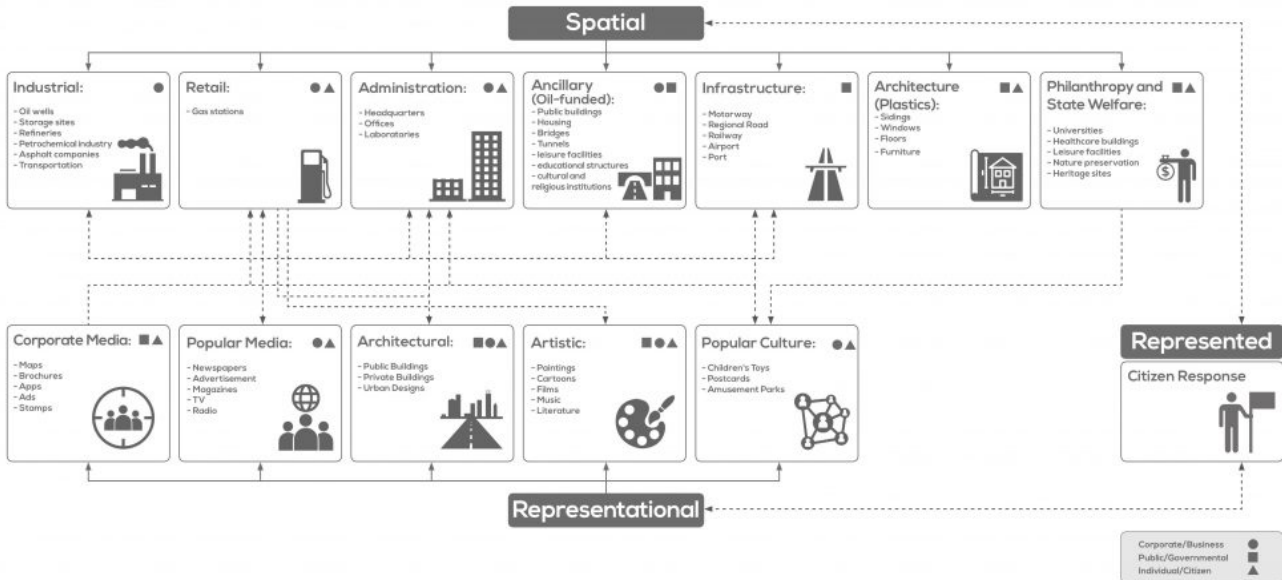 Spatial
Industrial:
- Oil wells
- Storage sites
- Refineries
- Petrochemical industry
- Asphalt companies
- Transportation
Retail:
- Gas stations
Administration:
- Headquarters
- Offices
- Laboratories
Ancillary
(Oil-funded):
- Public buildings
- Housing
- Bridges
- Tunnels
- leisure facilities
- educational structures
- cultural and
religious institutions
Infrastructure:
- Motorway
- Regional Road
- Railway
- Airport
- Port
Architecture
(Plastics):
- Sidings
- Windows
- Floors
- Furniture
Philanthropy and
State Welfare:
- Universities
- Healthcare buildings
- Leisure facilities
- Nature preservation
- Heritage sites
$
Corporate Media:
- Maps
- Brochures
- Apps
- Ads
- Stamps
Popular Media:
- Newspapers
- Advertisement
- Magazines
- TV
- Radio
Architectural:
- Public Buildings
- Private Buildings
- Urban Designs
Artistic:
- Paintings
- Cartoons
- Films
- Music
- Literature
Popular Culture:
- Children's Toys
- Postcards
- Amusement Parks
Represented
Citizen Response
Representational
Corporate/Business
Public/Governmental
Individual/Citizen